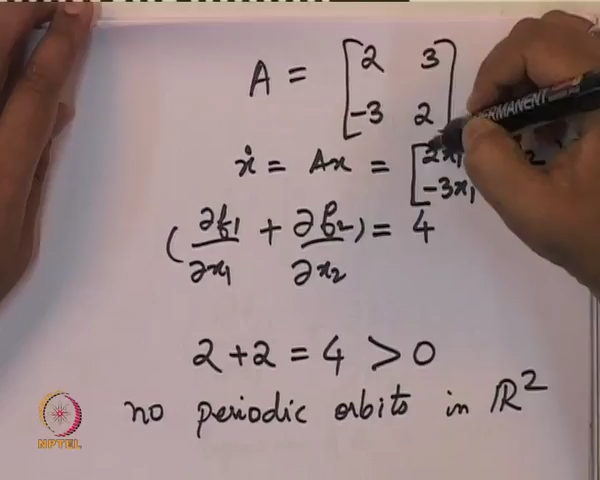 A = [2 3
-3 2]
ẋ = Ax = [2x₁ 2
-3x₁
(∂f₁/∂x₁ + ∂f₂/∂x₂) = 4
2 + 2 = 4 > 0
no periodic orbits in ℝ²
PERMANENT
NPTEL